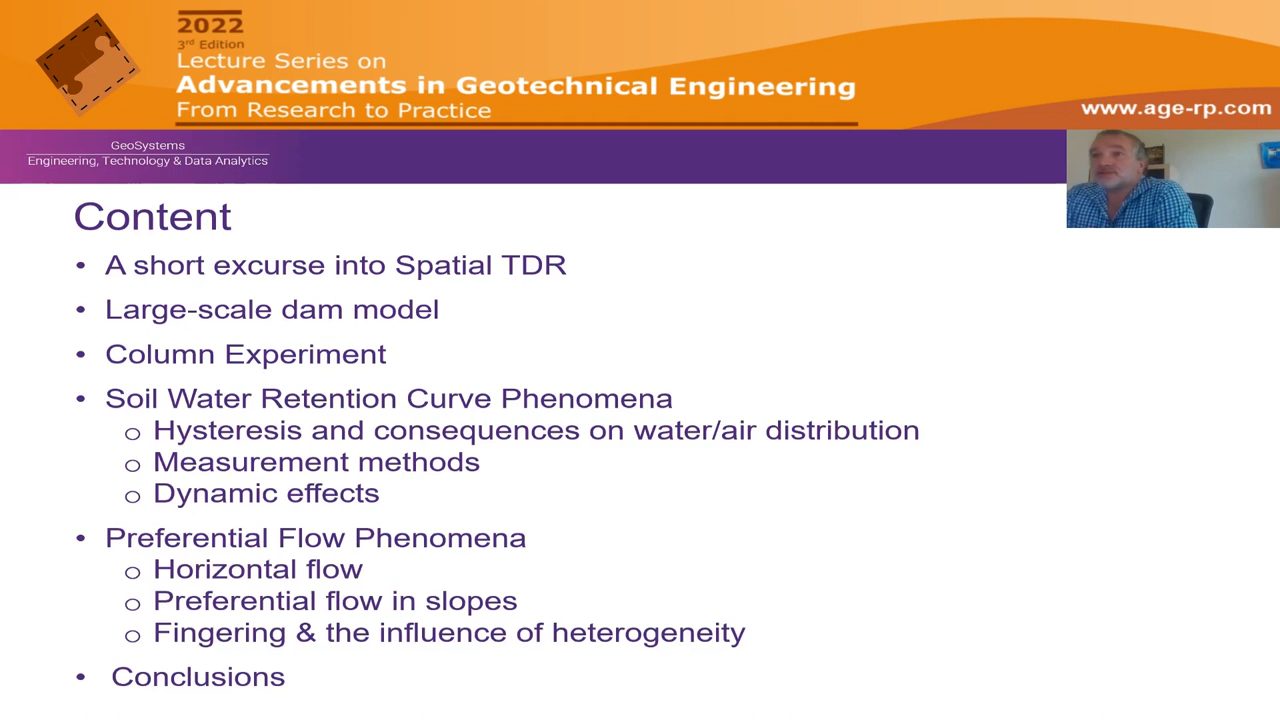 2022
3rd Edition
Lecture Series on
Advancements in Geotechnical Engineering
From Research to Practice
www.age-rp.com
GeoSystems
Engineering, Technology & Data Analytics
Content
• A short excurse into Spatial TDR
• Large-scale dam model
• Column Experiment
• Soil Water Retention Curve Phenomena
o Hysteresis and consequences on water/air distribution
o Measurement methods
o Dynamic effects
• Preferential Flow Phenomena
o Horizontal flow
o Preferential flow in slopes
o Fingering & the influence of heterogeneity
• Conclusions